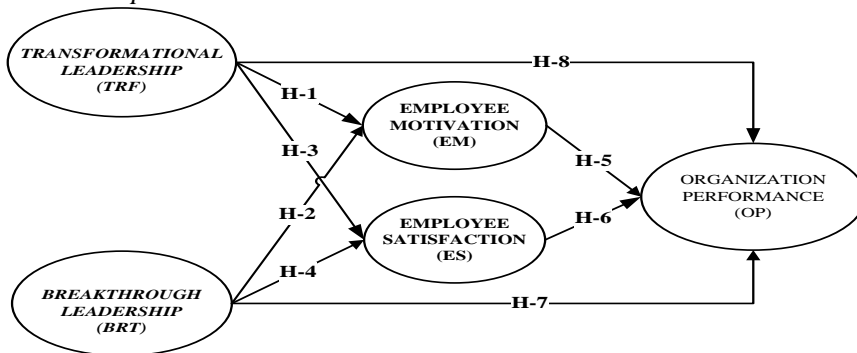 TRANSFORMATIONAL
LEADERSHIP
(TRF)
H-8
H-1
EMPLOYEE
MOTIVATION
(EM)
H-3
H-5
ORGANIZATION
PERFORMANCE
(OP)
H-2
EMPLOYEE
SATISFACTION
(ES)
H-6
H-4
BREAKTHROUGH
LEADERSHIP
(BRT)
H-7